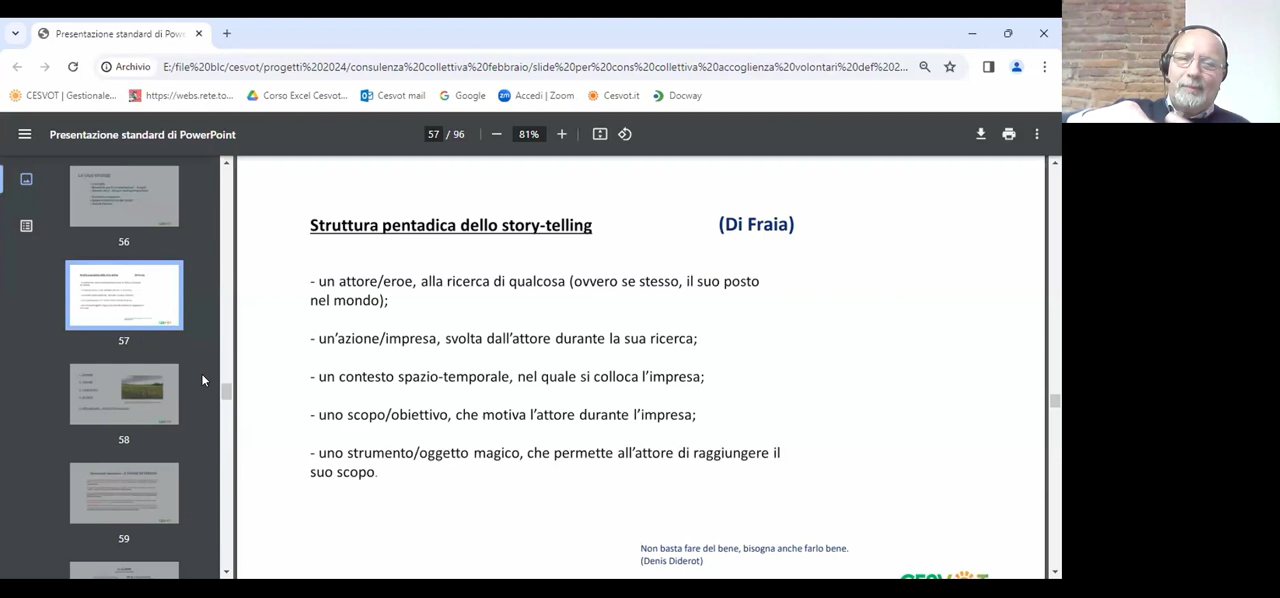 Presentazione standard di Pow
Archivio
E:/file%20blc/cesvot/progetti%202024/consulenza%20collettiva%20febbraio/slide%20per%20cons%20collettiva%20accoglienza%20volontari%20def%202...
CESVOT | Gestionale...
https://webs.rete.to...
Corso Excel Cesvot...
CESVOT mail
Google
Accedi | Zoom
Cesvot.it
Docway
Presentazione standard di PowerPoint
57 / 96
81%
56
57
58
59
Struttura pentadica dello story-telling (Di Fraia)
- un attore/eroe, alla ricerca di qualcosa (ovvero se stesso, il suo posto
nel mondo);
- un'azione/impresa, svolta dall'attore durante la sua ricerca;
- un contesto spazio-temporale, nel quale si colloca l'impresa;
- uno scopo/obiettivo, che motiva l'attore durante l'impresa;
- uno strumento/oggetto magico, che permette all'attore di raggiungere il
suo scopo.
Non basta fare del bene, bisogna anche farlo bene.
(Denis Diderot)
CESVOT